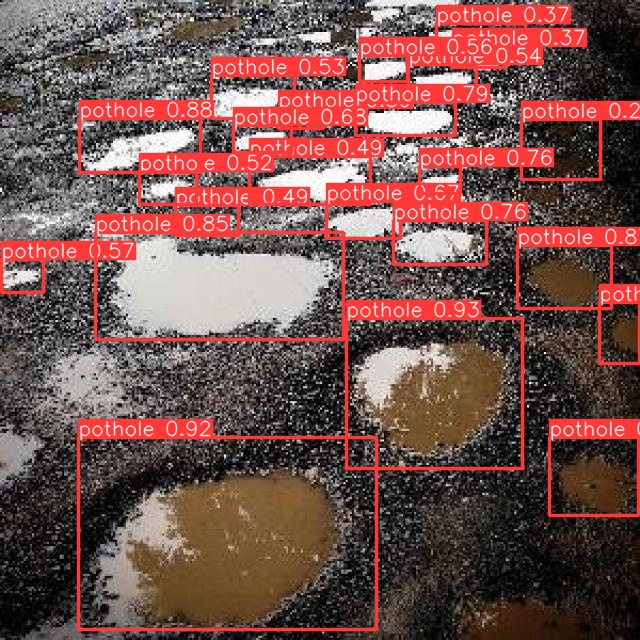 pothole 0.37
pothole 0.37
pothole 0.56
pothole 0.54
pothole 0.53
pothole 0.79
pothole
pothole 0.88
pothole 0.63
pothole 0.2
pothole 0.49
pothole 0.52
pothole 0.76
pothole 0.49
pothole 0.67
pothole 0.76
pothole 0.85
pothole 0.8
pothole 0.57
poth
pothole 0.93
pothole 0.92
pothole 0